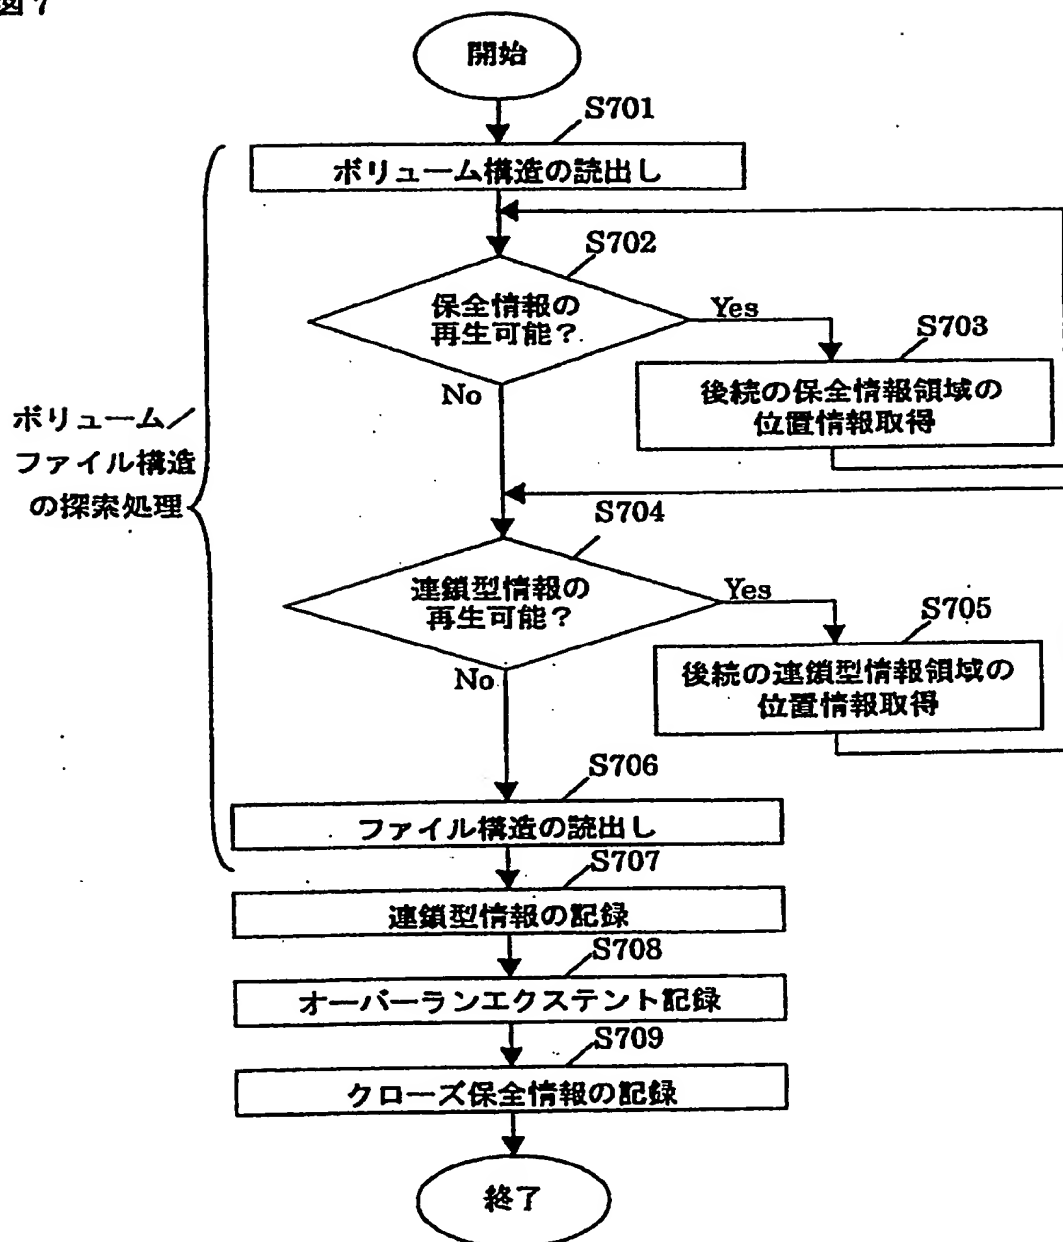 図7
開始
S701
ボリューム構造の読出し
S702
保全情報の
再生可能?
Yes
No
S703
後続の保全情報領域の
位置情報取得
ボリューム/
ファイル構造
の探索処理
S704
連鎖型情報の
再生可能?
Yes
No
S705
後続の連鎖型情報領域の
位置情報取得
S706
ファイル構造の読出し
S707
連鎖型情報の記録
S708
オーバーランエクステント記録
S709
クローズ保全情報の記録
終了